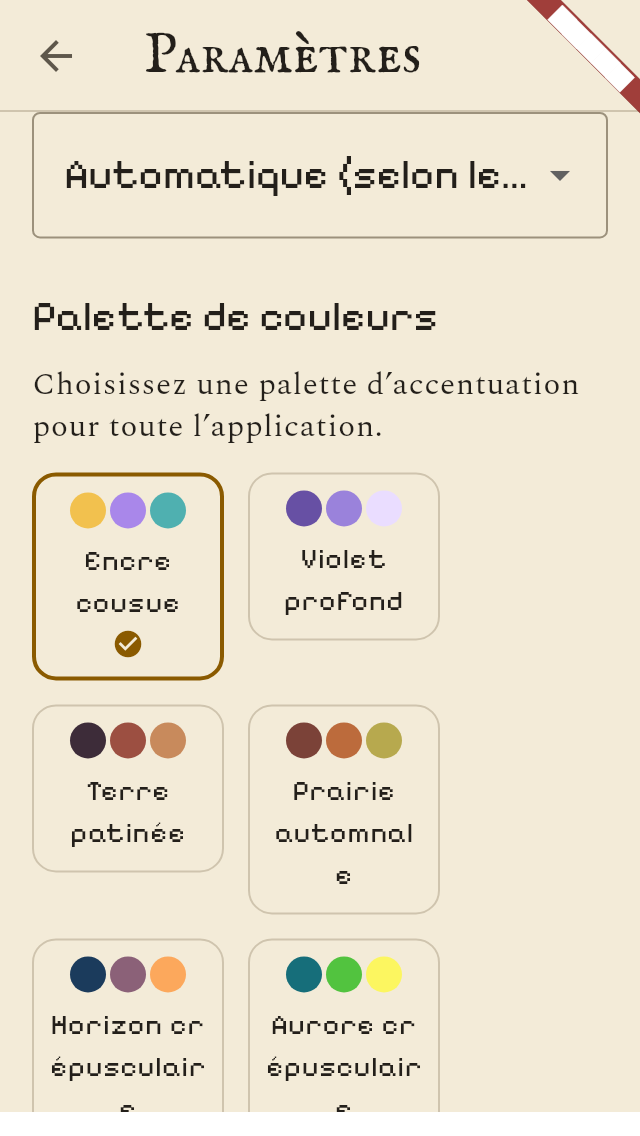 Paramètres
Automatique (selon le...
Palette de couleurs
Choisissez une palette d’accentuation
pour toute l’application.
Encre
cousue
Violet
profond
Terre
patinée
Prairie
automnal
e
Horizon cr
épusculair
e
Aurore cr
épusculair
e